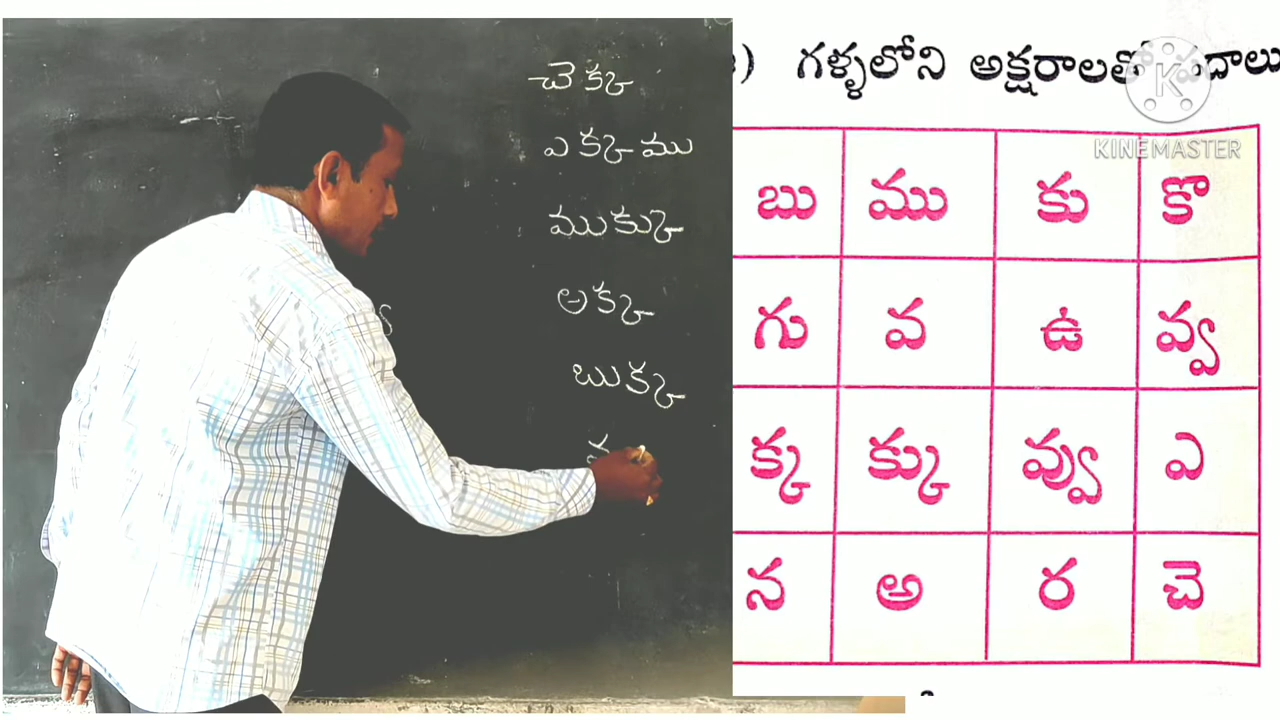 చెక్క
ఎక్కము
ముక్కు
అక్క
బుక్క
) గళ్ళలోని అక్షరాలతో పదాలు
KINEMASTER
బు ము కు కొ
గు వ ఉ వ్వ
క్క క్కు వ్వు ఎ
న అ ర చె